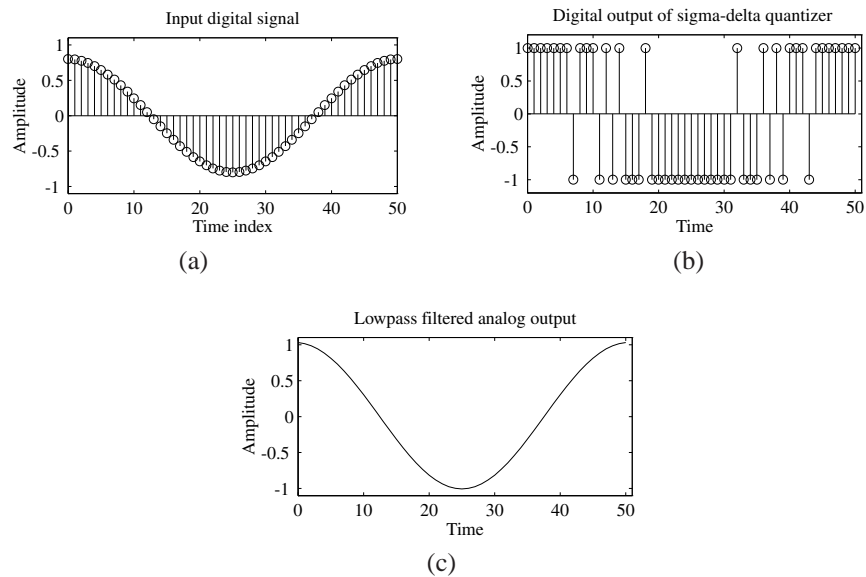 Input digital signal
Amplitude
1
0.5
0
-0.5
-1
0 10 20 30 40 50
Time index
(a)
Digital output of sigma-delta quantizer
Amplitude
1
0.5
0
-0.5
-1
0 10 20 30 40 50
Time
(b)
Lowpass filtered analog output
Amplitude
1
0.5
0
-0.5
-1
0 10 20 30 40 50
Time
(c)